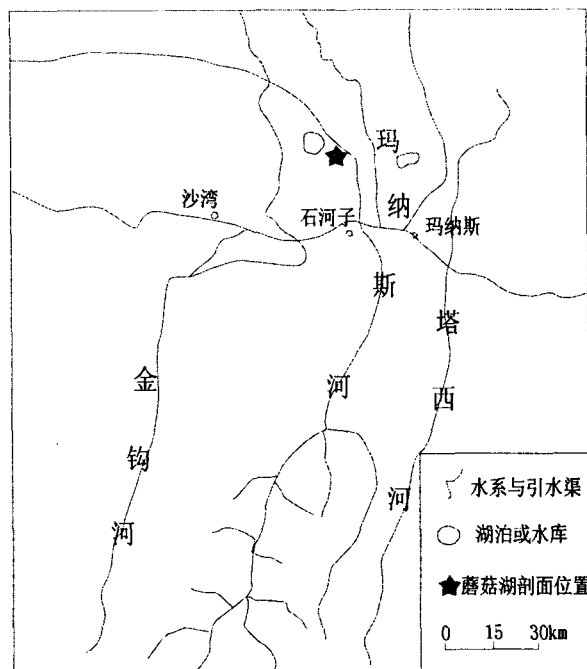 沙湾
石河子
玛纳斯
玛纳斯河
金钩河
塔西河
水系与引水渠
湖泊或水库
蘑菇湖剖面位置
0 15 30km